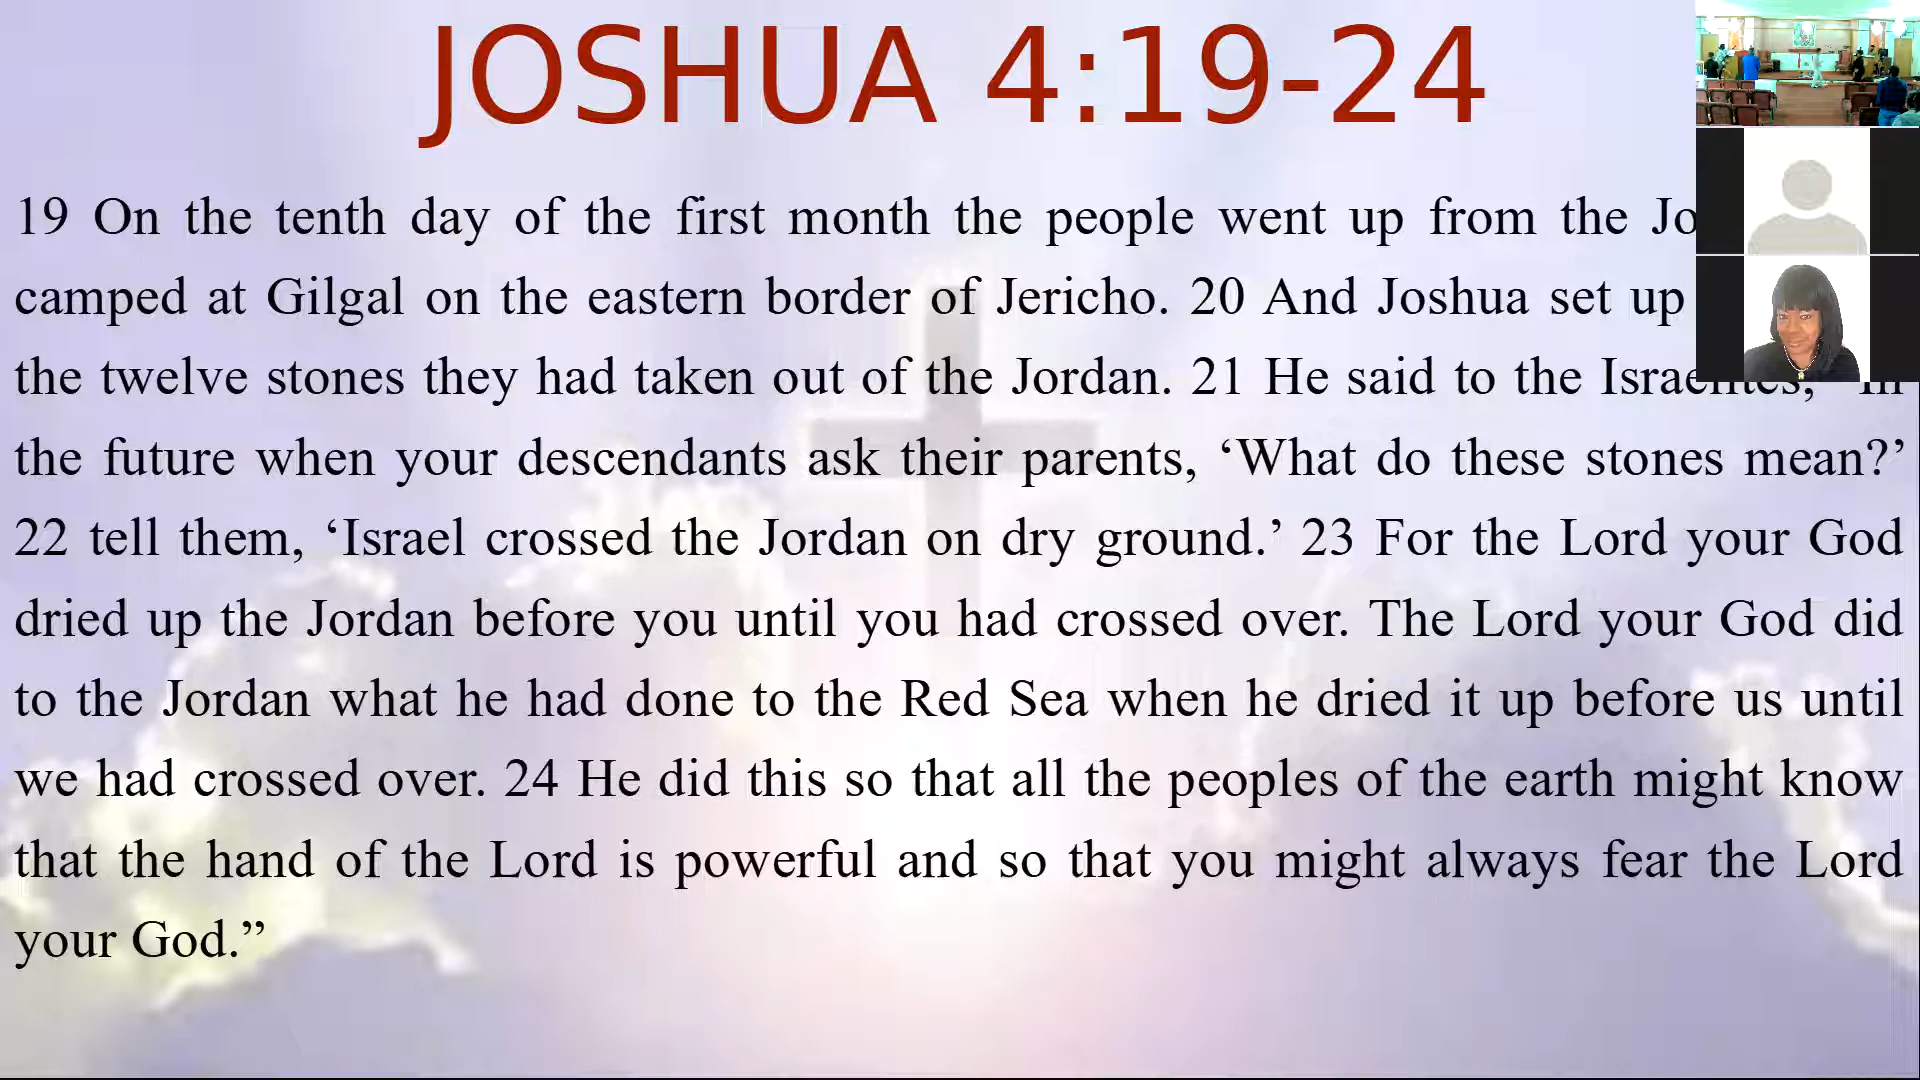 JOSHUA 4:19-24
19 On the tenth day of the first month the people went up from the
camped at Gilgal on the eastern border of Jericho. 20 And Joshua set up
the twelve stones they had taken out of the Jordan. 21 He said to the Israelites, “In
the future when your descendants ask their parents, ‘What do these stones mean?’
22 tell them, ‘Israel crossed the Jordan on dry ground.’ 23 For the Lord your God
dried up the Jordan before you until you had crossed over. The Lord your God did
to the Jordan what he had done to the Red Sea when he dried it up before us until
we had crossed over. 24 He did this so that all the peoples of the earth might know
that the hand of the Lord is powerful and so that you might always fear the Lord
your God.”